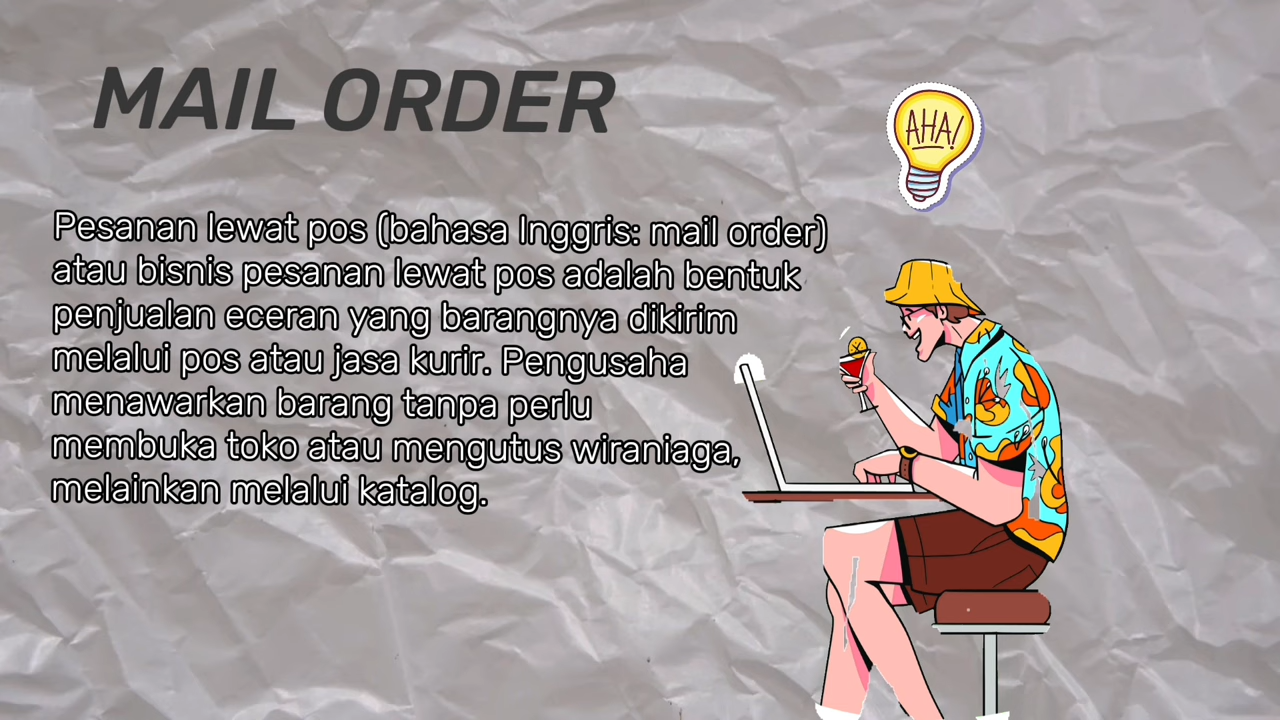 MAIL ORDER
AHA!
Pesanan lewat pos (bahasa Inggris: mail order)
atau bisnis pesanan lewat pos adalah bentuk
penjualan eceran yang barangnya dikirim
melalui pos atau jasa kurir. Pengusaha
menawarkan barang tanpa perlu
membuka toko atau mengutus wiraniaga,
melainkan melalui katalog.